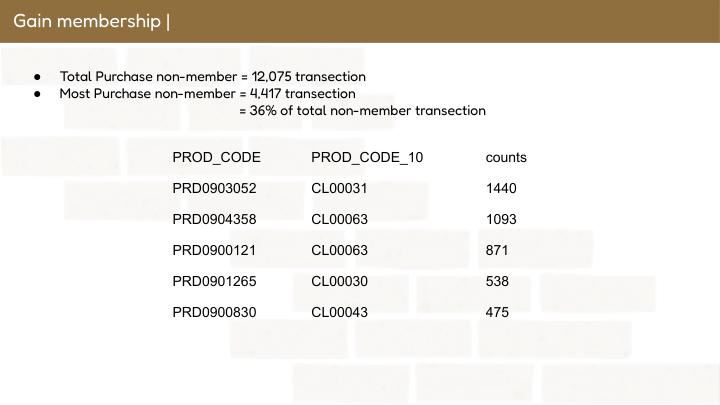 Gain membership |
● Total Purchase non-member = 12,075 transection
● Most Purchase non-member = 4,417 transection
= 36% of total non-member transection
PROD_CODE PROD_CODE_10 counts
PRD0903052 CL00031 1440
PRD0904358 CL00063 1093
PRD0900121 CL00063 871
PRD0901265 CL00030 538
PRD0900830 CL00043 475